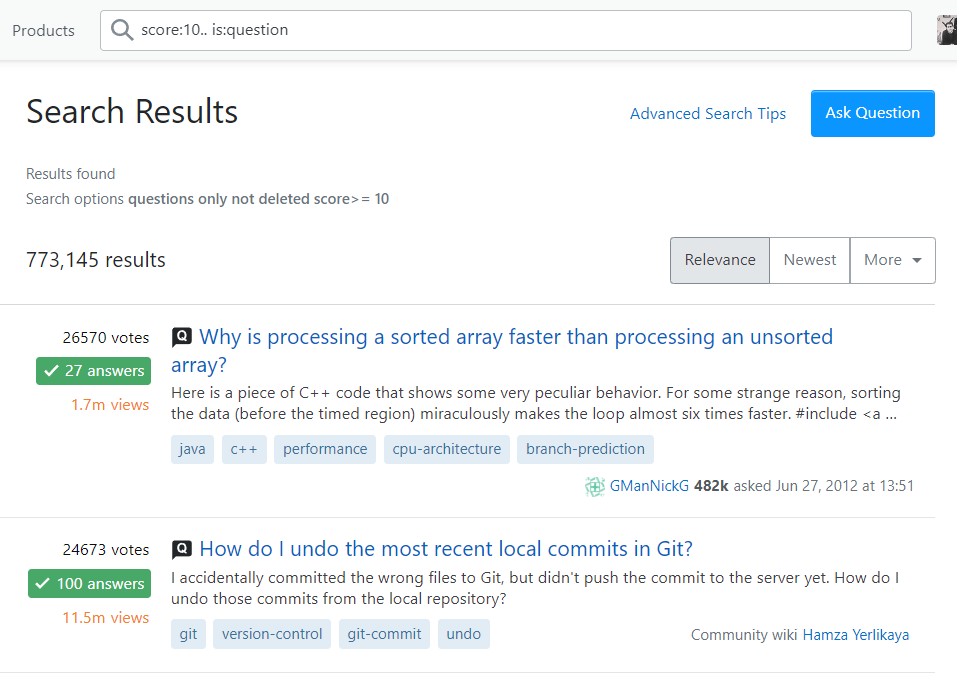 Products
score:10.. is:question
Search Results
Advanced Search Tips
Ask Question
Results found
Search options questions only not deleted score>= 10
773,145 results
Relevance
Newest
More
26570 votes
27 answers
1.7m views
Why is processing a sorted array faster than processing an unsorted
array?
Here is a piece of C++ code that shows some very peculiar behavior. For some strange reason, sorting
the data (before the timed region) miraculously makes the loop almost six times faster. #include <a ...
java c++ performance cpu-architecture branch-prediction
GManNickG 482k asked Jun 27, 2012 at 13:51
24673 votes
100 answers
11.5m views
Q How do I undo the most recent local commits in Git?
I accidentally committed the wrong files to Git, but didn't push the commit to the server yet. How do I
undo those commits from the local repository?
git version-control git-commit undo
Community wiki Hamza Yerlikaya